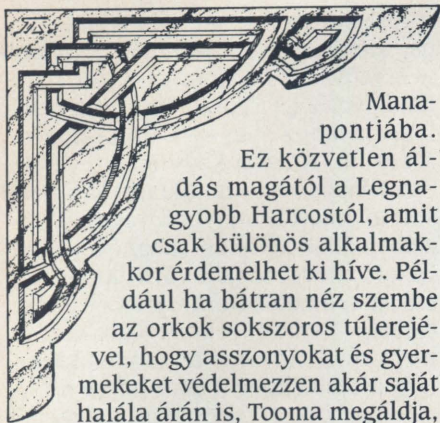 Mana-
pontjába.
Ez közvetlen ál-
dás magától a Legna-
gyobb Harcostól, amit
csak különös alkalmak-
kor érdemelhet ki híve. Pél-
dául ha bátran néz szembe
az orkok sokszoros túlerejé-
vel, hogy asszonyokat és gyer-
mekeket védelmezzen akár saját
halála árán is, Tooma megáldja,